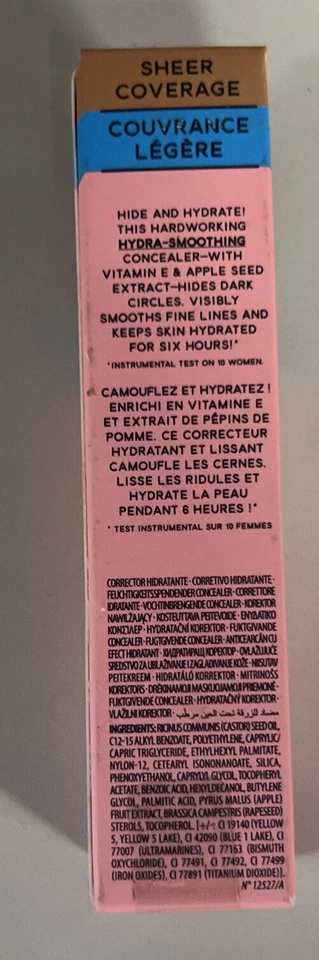 SHEER
COVERAGE
COUVRANCE
LÉGÈRE
HIDE AND HYDRATE!
THIS HARDWORKING
HYDRA-SMOOTHING
CONCEALER—WITH
VITAMIN E & APPLE SEED
EXTRACT—HIDES DARK
CIRCLES. VISIBLY
SMOOTHS FINE LINES AND
KEEPS SKIN HYDRATED
FOR SIX HOURS!*
*INSTRUMENTAL TEST ON 10 WOMEN.
CAMOUFLEZ ET HYDRATEZ !
ENRICHI EN VITAMINE E
ET EXTRAIT DE PÉPINS DE
POMME. CE CORRECTEUR
HYDRATANT ET LISSANT
CAMOUFLE LES CERNES.
LISSE LES RIDULES ET
HYDRATE LA PEAU
PENDANT 6 HEURES !*
* TEST INSTRUMENTAL SUR 10 FEMMES
CORRECTOR HIDRATANTE · CORRETIVO HIDRATANTE ·
FEUCHTIGKEITSSPENDENDER CONCEALER · CORRETTORE
IDRATANTE · VOCHTINBRENGENDE CONCEALER · KOREKTOR
NAWILŻAJĄCY · KOSTEUTTAVA PEITEVOIDE · ΕΝΥΔΑΤΙΚΟ
ΚΟΝΣΙΛΕΡ · HYDRATAČNÍ KOREKTOR · FUKTGIVANDE
CONCEALER · FUGTGIVENDE CONCEALER · ANTICEARCĂN CU
EFECT HIDRATANT · ХИДРАТИРАЩ КОРЕКТОР · OVLAŽUJUĆE
SREDSTVO ZA UBLAŽAVANJE I ZAGLAĐIVANJE KOŽE · NIISUTAV
PEITEKREEM · HIDRATÁLÓ KORREKTOR · MITRINOŠS
KOREKTORS · DRĖKINAMOJI MASKUOJAMOJI PRIEMONĖ ·
FUKTGIVENDE CONCEALER · HYDRATAČNÝ KOREKTOR ·
VLAŽILNI KOREKTOR · مضاد الزرقة تحت العين مرطب
INGREDIENTS: RICINUS COMMUNIS (CASTOR) SEED OIL,
C12-15 ALKYL BENZOATE, POLYETHYLENE, CAPRYLIC/
CAPRIC TRIGLYCERIDE, ETHYLHEXYL PALMITATE,
NYLON-12, CETEARYL ISONONANOATE, SILICA,
PHENOXYETHANOL, CAPRYLYL GLYCOL, TOCOPHERYL
ACETATE, BENZOIC ACID, HEXYLDECANOL, BUTYLENE
GLYCOL, PALMITIC ACID, PYRUS MALUS (APPLE)
FRUIT EXTRACT, BRASSICA CAMPESTRIS (RAPESEED)
STEROLS, TOCOPHEROL. [+/-: CI 19140 (YELLOW
5, YELLOW 5 LAKE), CI 42090 (BLUE 1 LAKE), CI
77007 (ULTRAMARINES), CI 77163 (BISMUTH
OXYCHLORIDE), CI 77491, CI 77492, CI 77499
(IRON OXIDES), CI 77891 (TITANIUM DIOXIDE)].
N° 12527/A